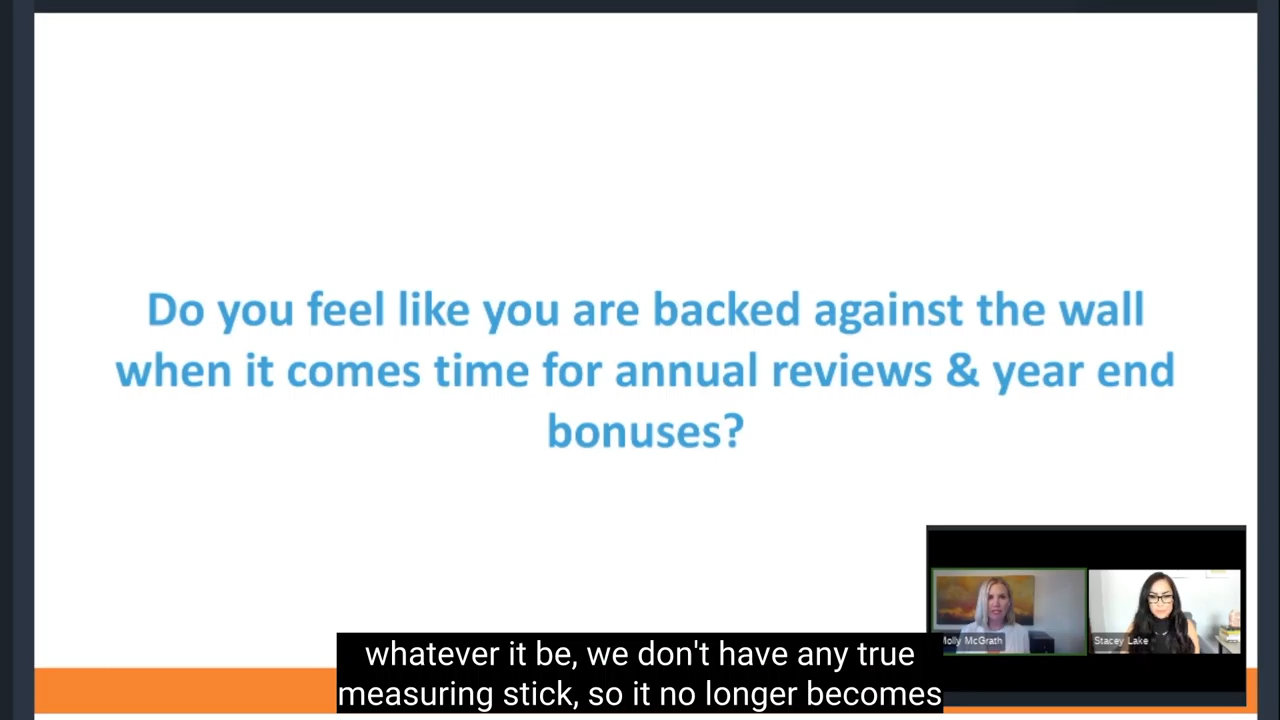 Do you feel like you are backed against the wall
when it comes time for annual reviews & year end
bonuses?
Molly McGrath
Stacey Lake
whatever it be, we don't have any true
measuring stick, so it no longer becomes